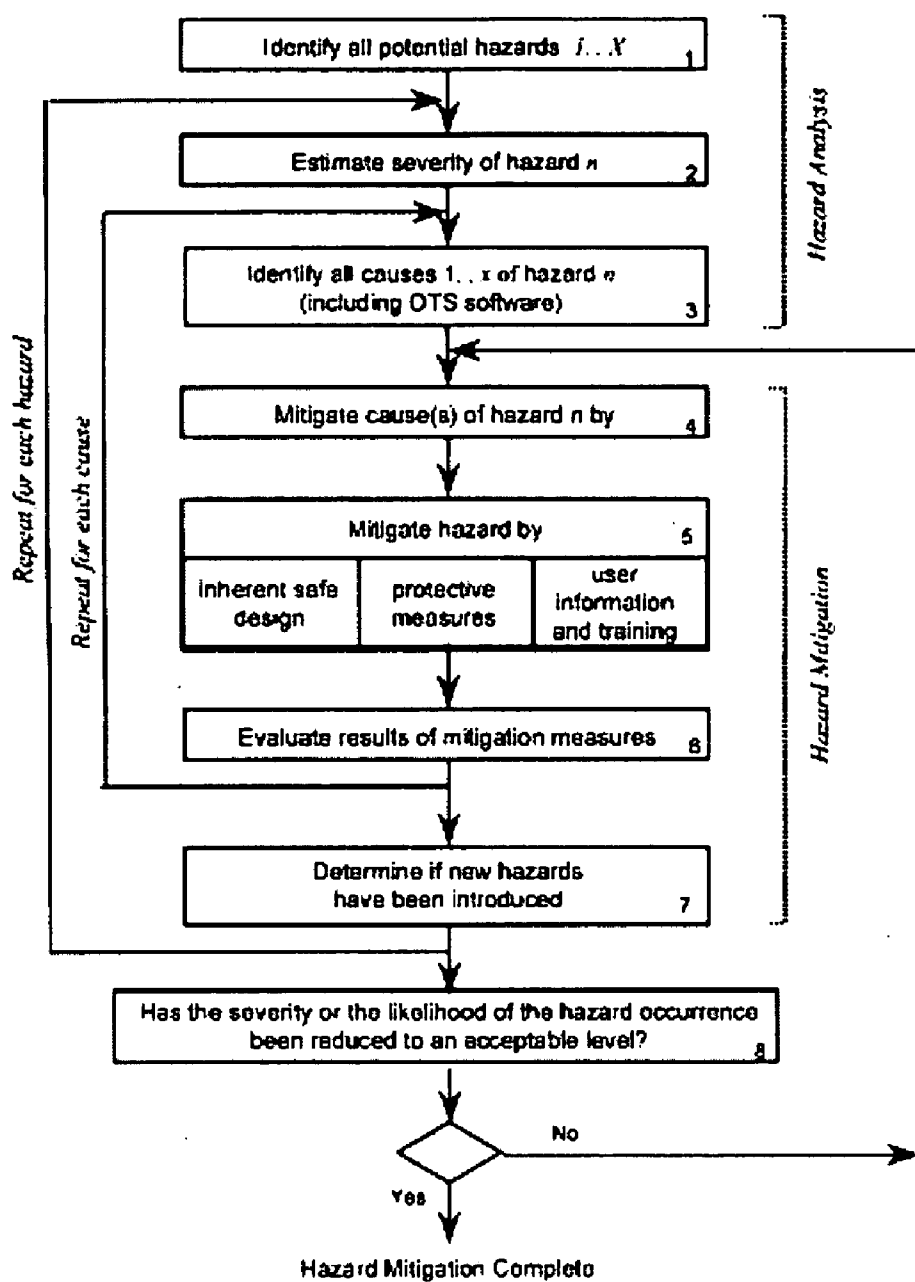 Identify all potential hazards i . . X
1
Estimate severity of hazard n
2
Identify all causes 1. . x of hazard n
(including OTS software)
3
Hazard Analysis
Mitigate cause(s) of hazard n by
4
Mitigate hazard by
5
inherent safe
design
protective
measures
user
information
and training
Evaluate results of mitigation measures
6
Determine if new hazards
have been introduced
7
Hazard Mitigation
Repeat for each hazard
Repeat for each cause
Has the severity or the likelihood of the hazard occurrence
been reduced to an acceptable level?
8
No
Yes
Hazard Mitigation Complete